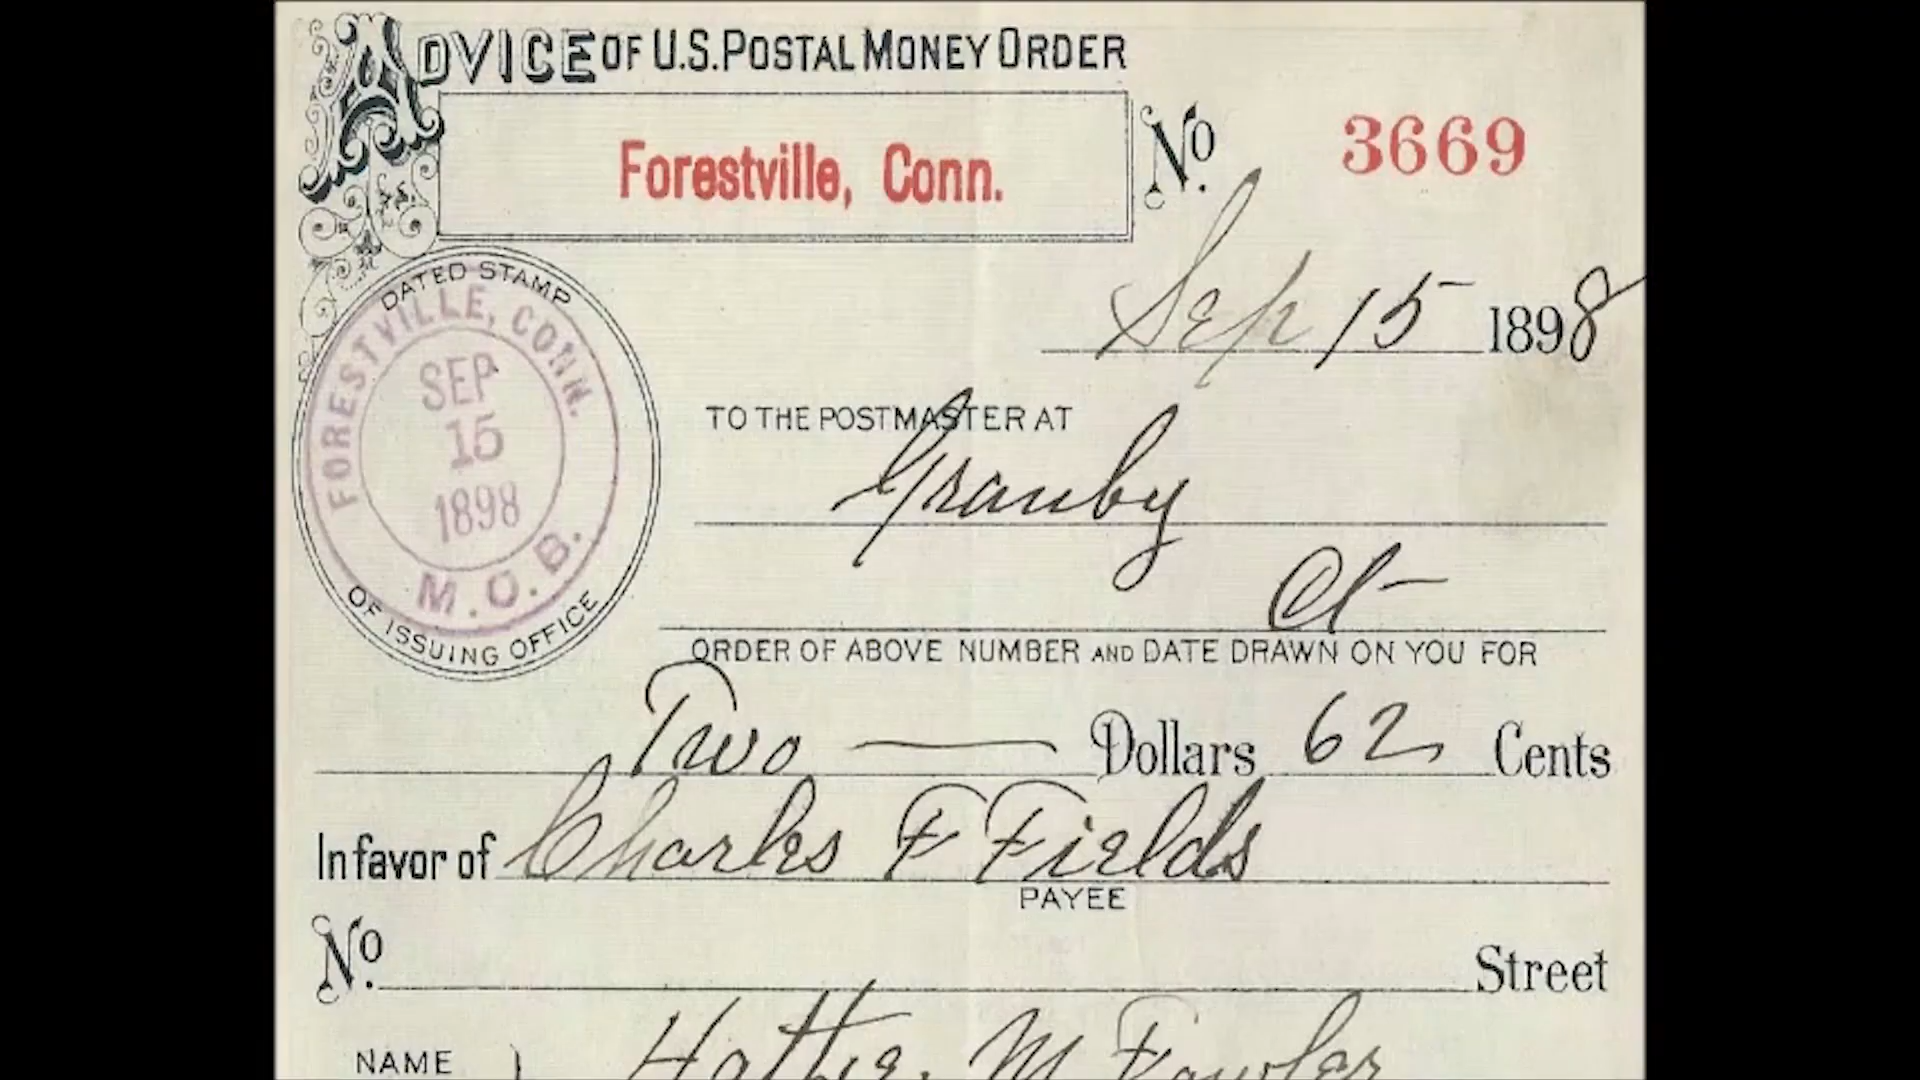 ADVICE OF U.S. POSTAL MONEY ORDER
Forestville, Conn.
No. 3669
Sep 15 1898
DATED STAMP
FORESTVILLE, CONN.
SEP
15
1898
M.O.B.
OF ISSUING OFFICE
TO THE POSTMASTER AT
Granby
Ct
ORDER OF ABOVE NUMBER AND DATE DRAWN ON YOU FOR
Two Dollars 62 Cents
In favor of Charles F Fields
PAYEE
No. Street
NAME Hattie M Fowler